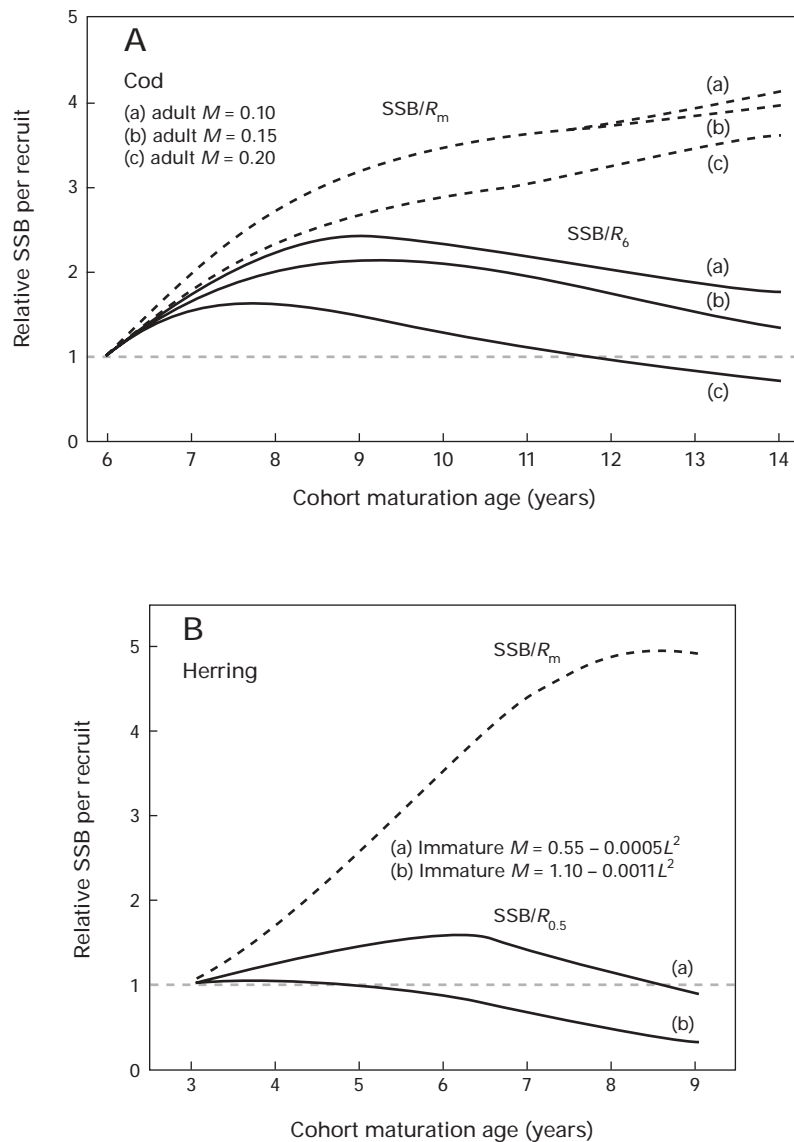 A
Cod
(a) adult M = 0.10
(b) adult M = 0.15
(c) adult M = 0.20
SSB/Rm
(a)
(b)
(c)
SSB/R6
(a)
(b)
(c)
Relative SSB per recruit
5
4
3
2
1
0
6 7 8 9 10 11 12 13 14
Cohort maturation age (years)
B
Herring
SSB/Rm
(a) Immature M = 0.55 – 0.0005L²
(b) Immature M = 1.10 – 0.0011L²
SSB/R0.5
(a)
(b)
Relative SSB per recruit
5
4
3
2
1
0
3 4 5 6 7 8 9
Cohort maturation age (years)